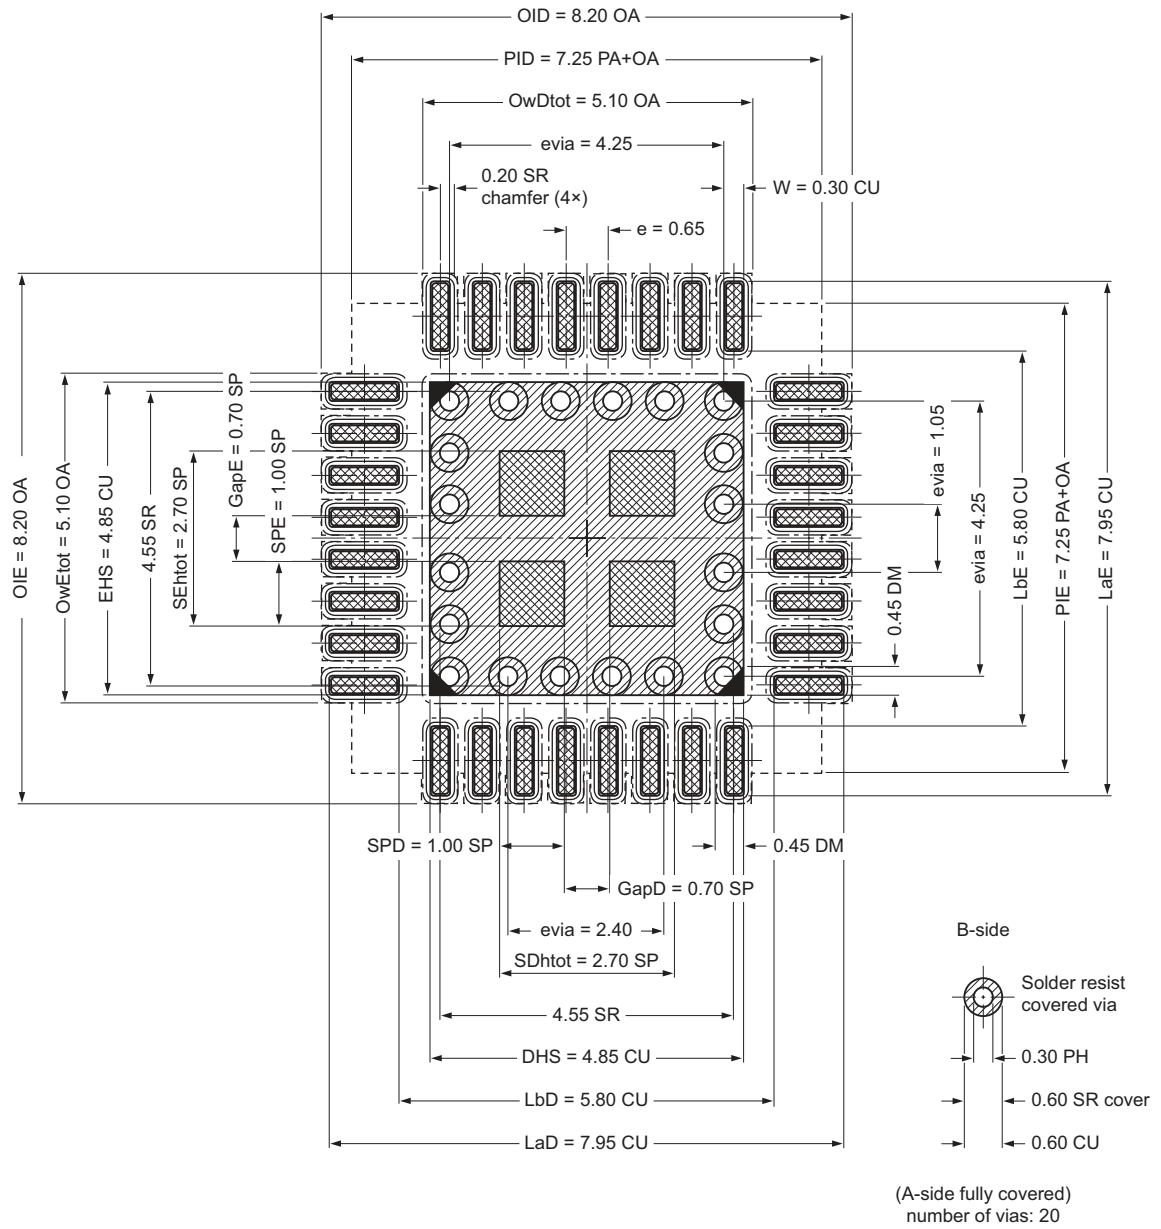 OID = 8.20 OA
PID = 7.25 PA+OA
OwDtot = 5.10 OA
evia = 4.25
0.20 SR
chamfer (4×)
W = 0.30 CU
e = 0.65
OIE = 8.20 OA
OwEtot = 5.10 OA
EHS = 4.85 CU
4.55 SR
SEhtot = 2.70 SP
GapE = 0.70 SP
SPE = 1.00 SP
evia = 1.05
0.45 DM
evia = 4.25
LbE = 5.80 CU
PIE = 7.25 PA+OA
LaE = 7.95 CU
SPD = 1.00 SP
0.45 DM
GapD = 0.70 SP
evia = 2.40
SDhtot = 2.70 SP
4.55 SR
DHS = 4.85 CU
LbD = 5.80 CU
LaD = 7.95 CU
B-side
Solder resist
covered via
0.30 PH
0.60 SR cover
0.60 CU
(A-side fully covered)
number of vias: 20